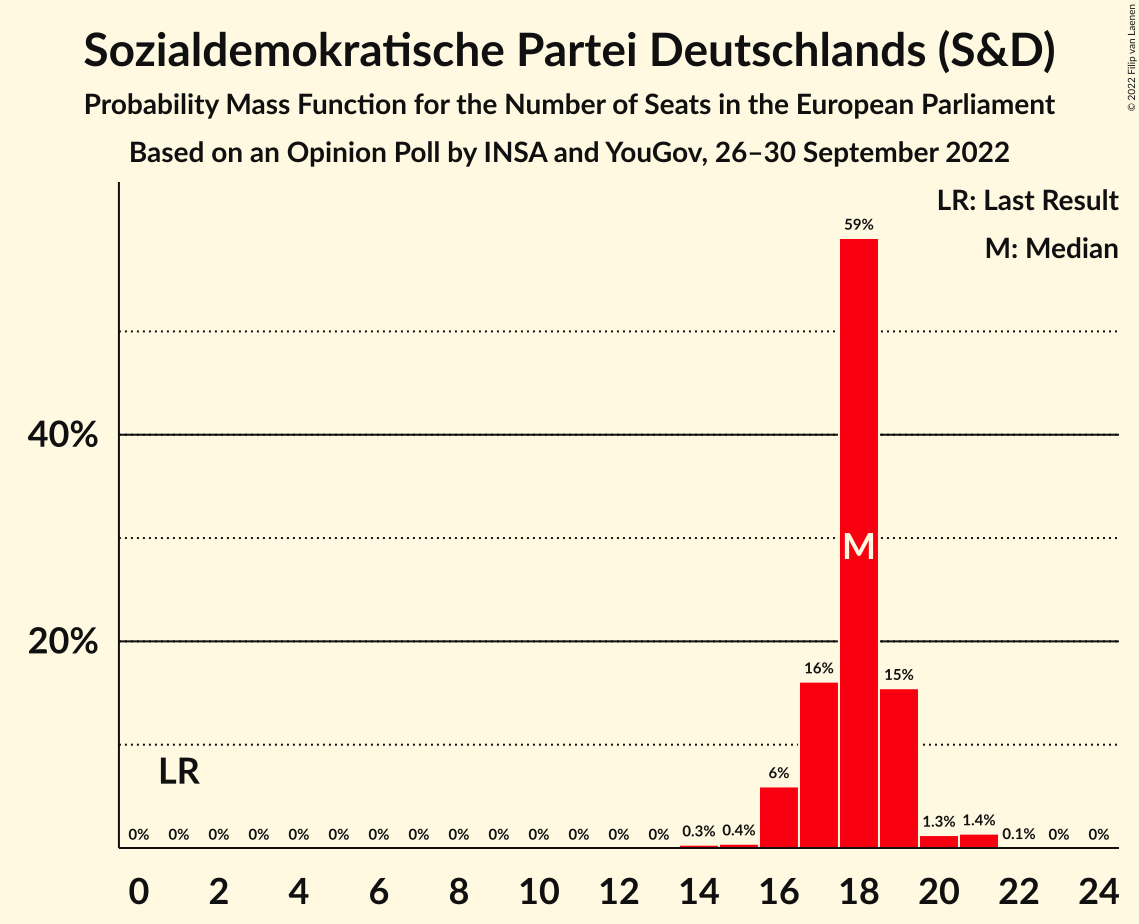 Sozialdemokratische Partei Deutschlands (S&D)
Probability Mass Function for the Number of Seats in the European Parliament
Based on an Opinion Poll by INSA and YouGov, 26–30 September 2022
© 2022 Filip van Laenen
LR: Last Result
M: Median
59%
40%
M
20%
16%
15%
LR
6%
0% 0% 0% 0% 0% 0% 0% 0% 0% 0% 0% 0% 0% 0% 0.3% 0.4% 1.3% 1.4% 0.1% 0% 0%
0 2 4 6 8 10 12 14 16 18 20 22 24